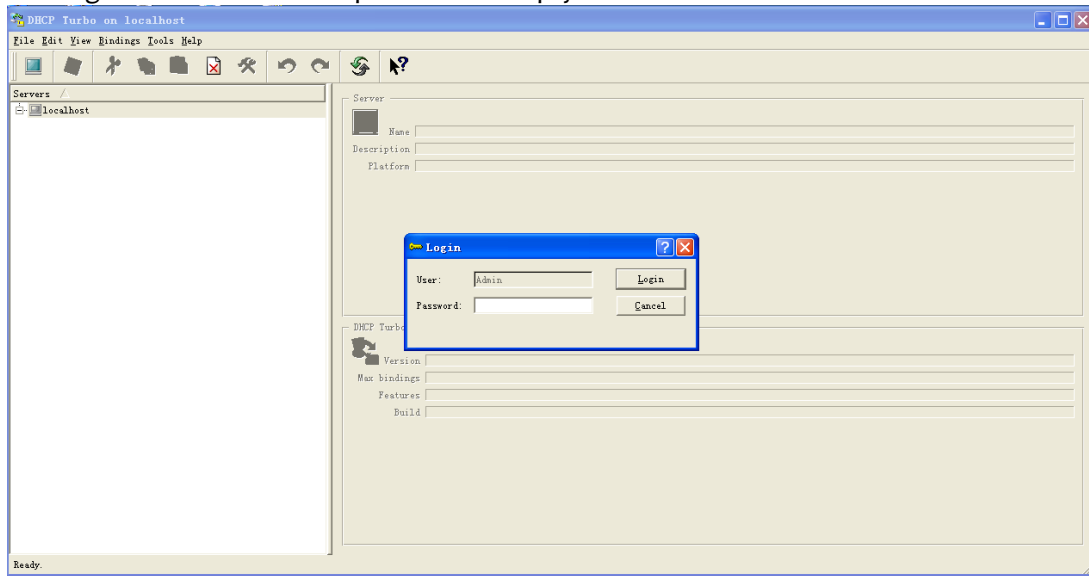 DHCP Turbo on localhost
File Edit View Bindings Tools Help
Servers
localhost
Server
Name
Description
Platform
Login
User: Admin Login
Password: Cancel
DHCP Turbo
Version
Max bindings
Features
Build
Ready.